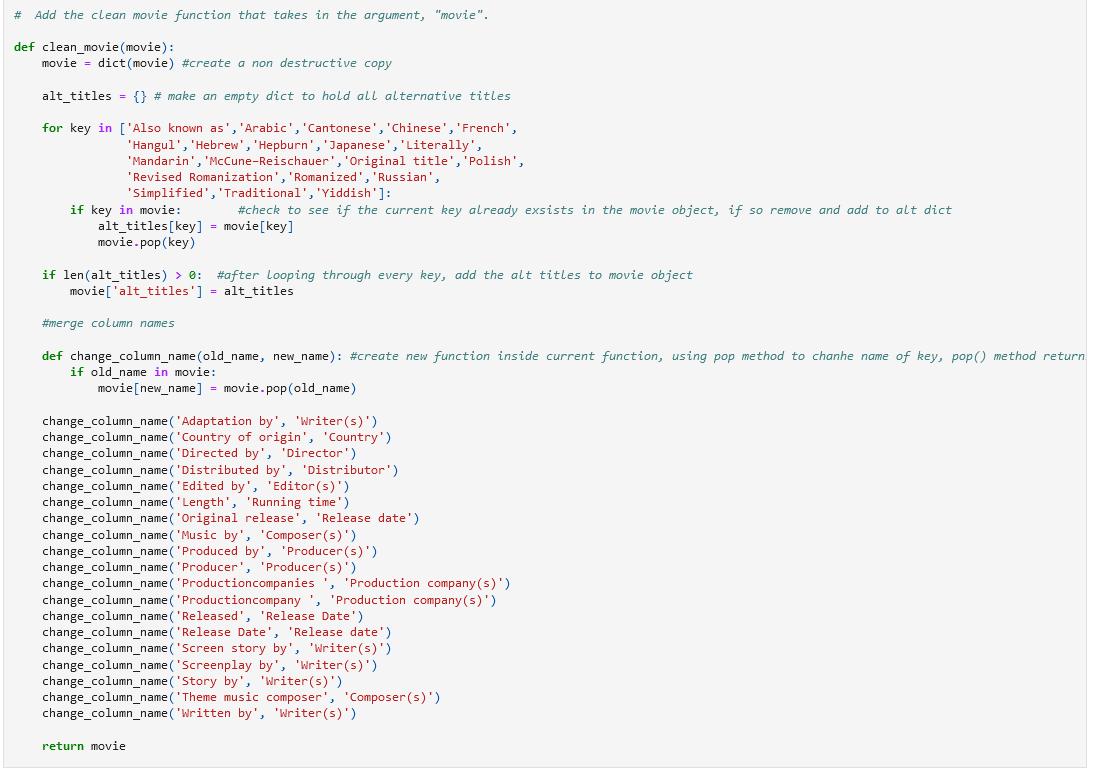 #  Add the clean movie function that takes in the argument, "movie".
def clean_movie(movie):
    movie = dict(movie) #create a non destructive copy
    alt_titles = {} # make an empty dict to hold all alternative titles
    for key in ['Also known as','Arabic','Cantonese','Chinese','French',
                'Hangul','Hebrew','Hepburn','Japanese','Literally',
                'Mandarin','McCune-Reischauer','Original title','Polish',
                'Revised Romanization','Romanized','Russian',
                'Simplified','Traditional','Yiddish']:
        if key in movie:        #check to see if the current key already exsists in the movie object, if so remove and add to alt dict
            alt_titles[key] = movie[key]
            movie.pop(key)
    if len(alt_titles) > 0:  #after looping through every key, add the alt titles to movie object
        movie['alt_titles'] = alt_titles
    #merge column names
    def change_column_name(old_name, new_name): #create new function inside current function, using pop method to chanhe name of key, pop() method return
        if old_name in movie:
            movie[new_name] = movie.pop(old_name)
    change_column_name('Adaptation by', 'Writer(s)')
    change_column_name('Country of origin', 'Country')
    change_column_name('Directed by', 'Director')
    change_column_name('Distributed by', 'Distributor')
    change_column_name('Edited by', 'Editor(s)')
    change_column_name('Length', 'Running time')
    change_column_name('Original release', 'Release date')
    change_column_name('Music by', 'Composer(s)')
    change_column_name('Produced by', 'Producer(s)')
    change_column_name('Producer', 'Producer(s)')
    change_column_name('Productioncompanies ', 'Production company(s)')
    change_column_name('Productioncompany ', 'Production company(s)')
    change_column_name('Released', 'Release Date')
    change_column_name('Release Date', 'Release date')
    change_column_name('Screen story by', 'Writer(s)')
    change_column_name('Screenplay by', 'Writer(s)')
    change_column_name('Story by', 'Writer(s)')
    change_column_name('Theme music composer', 'Composer(s)')
    change_column_name('Written by', 'Writer(s)')
    return movie